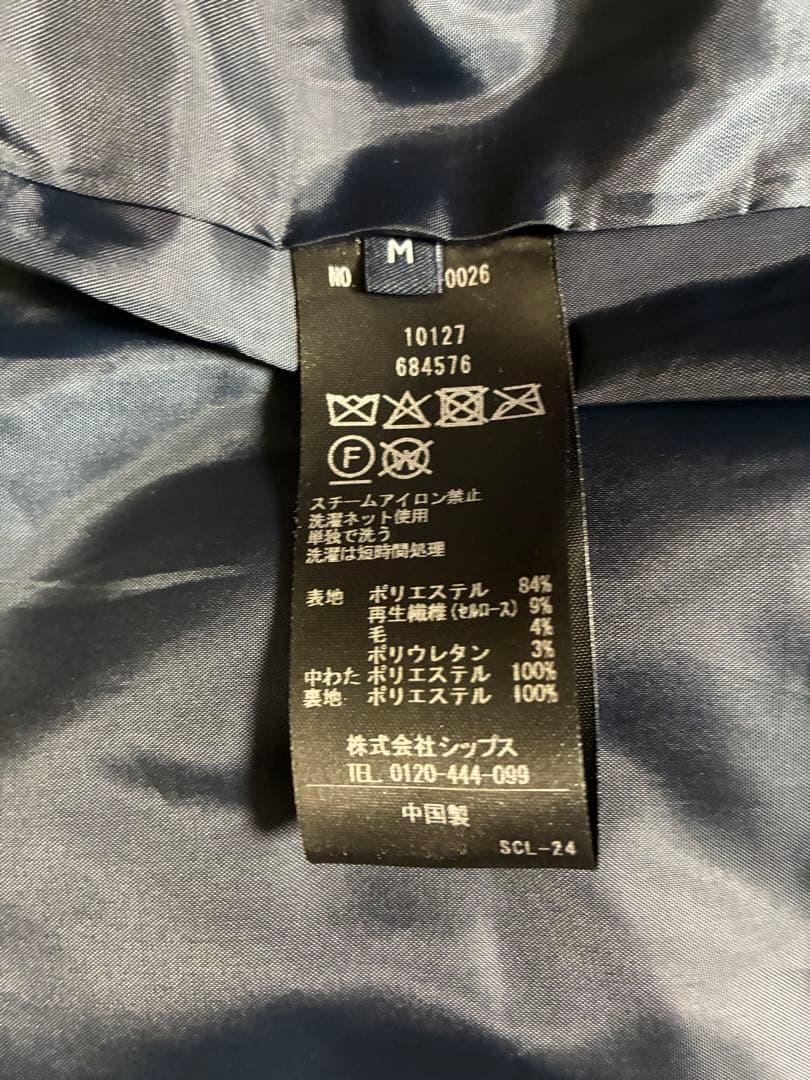 M
NO. -0026
10127
684576
F W
スチームアイロン禁止
洗濯ネット使用
単独で洗う
洗濯は短時間処理
表地 ポリエステル 84%
再生繊維(セルロース) 9%
毛 4%
ポリウレタン 3%
中わた ポリエステル 100%
裏地 ポリエステル 100%
株式会社シップス
TEL. 0120-444-099
中国製
SCL-24